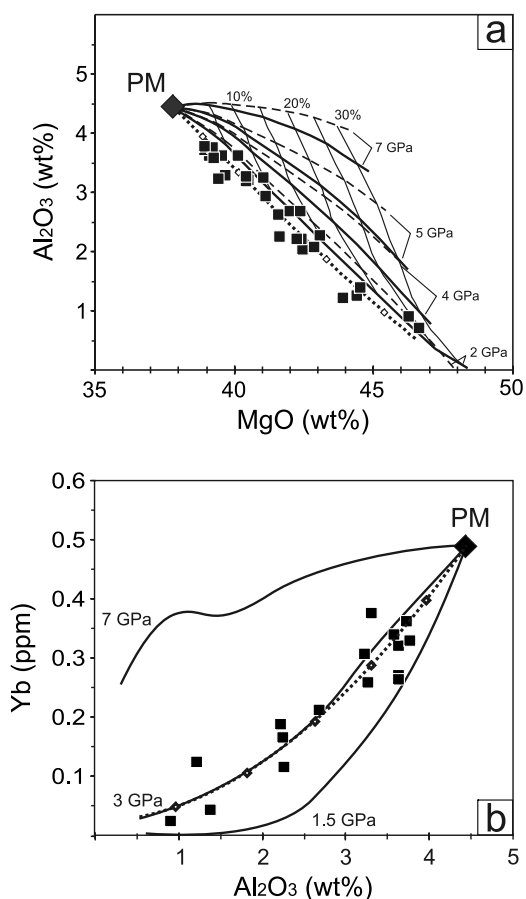 a
PM
10%
20%
30%
7 GPa
5 GPa
4 GPa
2 GPa
5
4
3
2
1
Al₂O₃ (wt%)
35
40
45
50
MgO (wt%)
0.6
0.5
0.4
0.3
0.2
0.1
Yb (ppm)
PM
7 GPa
3 GPa
1.5 GPa
b
1
2
3
4
5
Al₂O₃ (wt%)